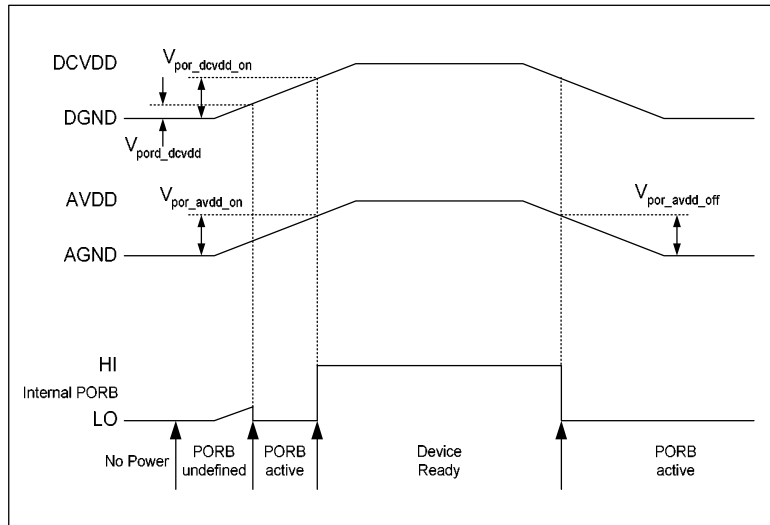 DCVDD
V_por_dcvdd_on
DGND
V_pord_dcvdd
AVDD
V_por_avdd_on
V_por_avdd_off
AGND
HI
Internal PORB
LO
No Power
PORB
undefined
PORB
active
Device
Ready
PORB
active